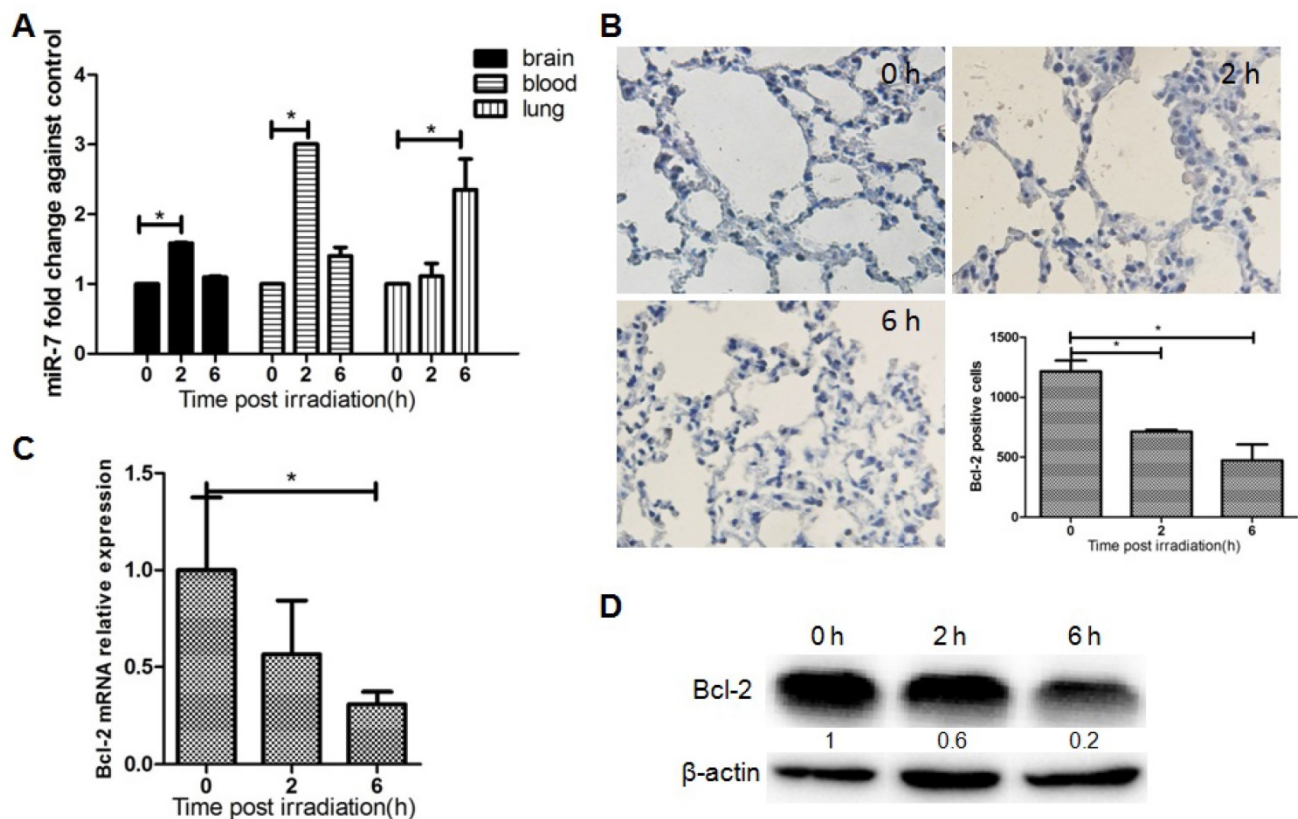 A
miR-7 fold change against control
4
3
2
1
0
brain
blood
lung
*
*
*
0 2 6 0 2 6 0 2 6
Time post irradiation(h)
B
0 h
2 h
6 h
Bcl-2 positive cells
1500
1000
500
0
*
*
0 2 6
Time post irradiation(h)
C
Bcl-2 mRNA relative expression
1.5
1.0
0.5
0.0
*
0 2 6
Time post irradiation(h)
D
0 h 2 h 6 h
Bcl-2
1 0.6 0.2
β-actin